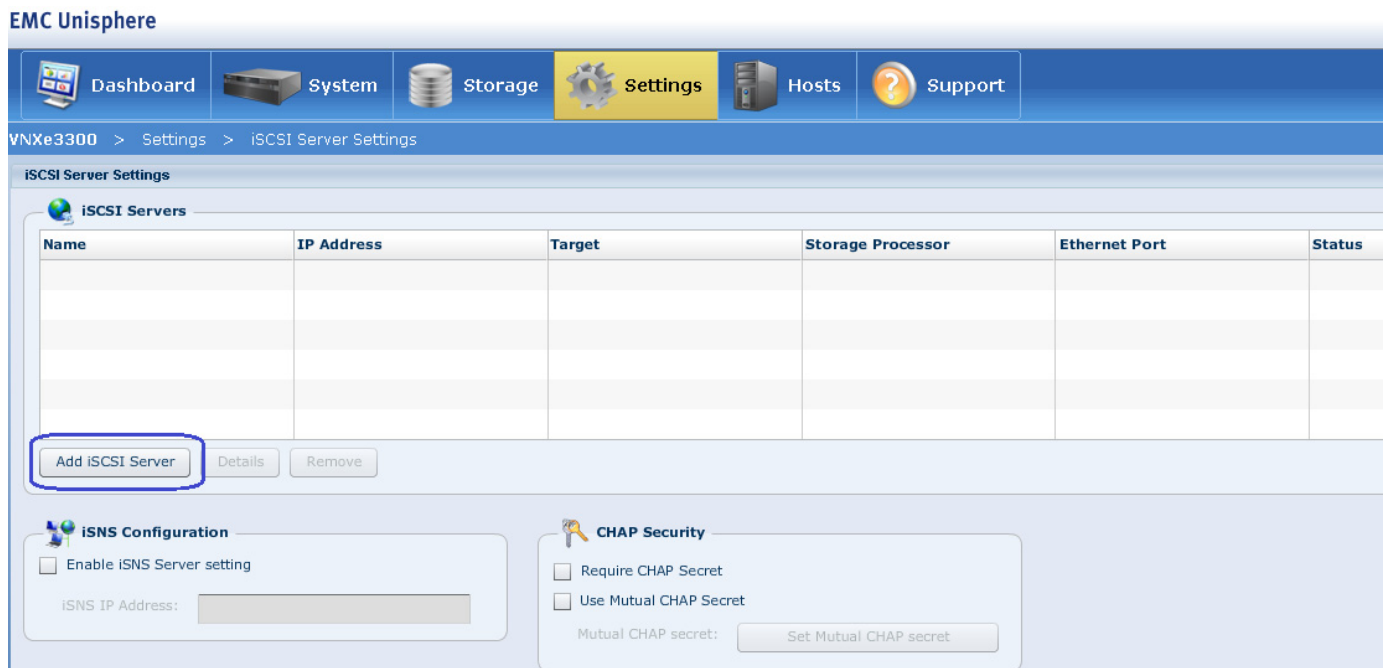 EMC Unisphere
Dashboard System Storage Settings Hosts ? Support
VNXe3300 > Settings > iSCSI Server Settings
iSCSI Server Settings
iSCSI Servers
Name IP Address Target Storage Processor Ethernet Port Status
Add iSCSI Server Details Remove
iSNS Configuration
Enable iSNS Server setting
iSNS IP Address:
CHAP Security
Require CHAP Secret
Use Mutual CHAP Secret
Mutual CHAP secret: Set Mutual CHAP secret